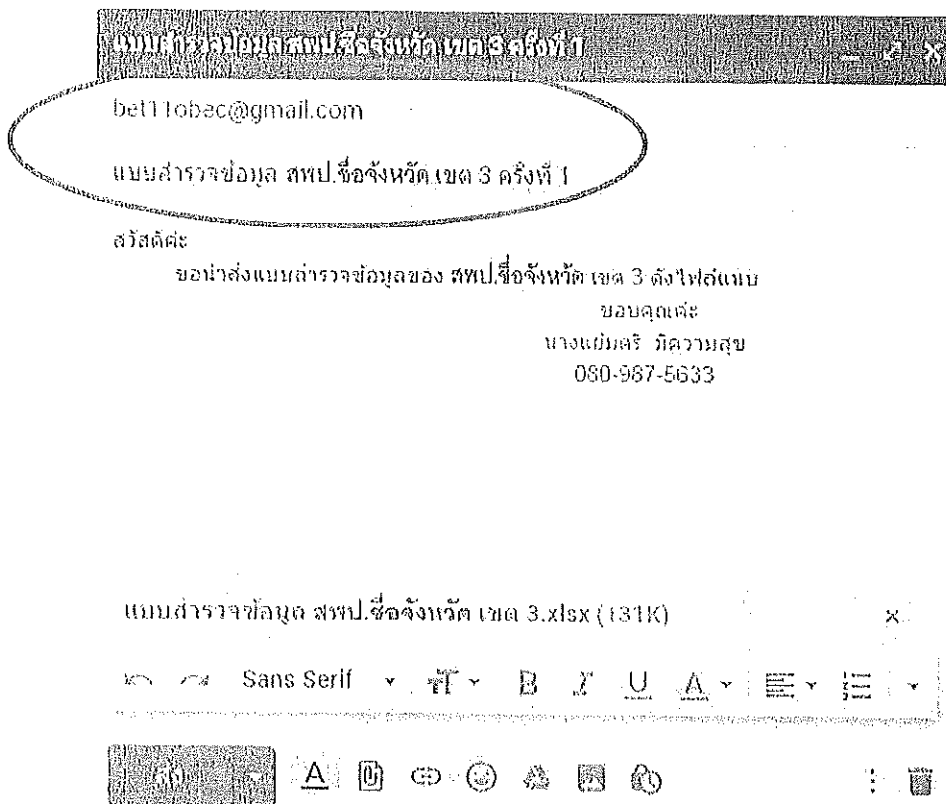 แบบสำรวจข้อมูล สพป.ชื่อจังหวัด เขต 3 ครั้งที่ 1
bet11obec@gmail.com
แบบสำรวจข้อมูล สพป.ชื่อจังหวัด เขต 3 ครั้งที่ 1
สวัสดีค่ะ
ขอนำส่งแบบสำรวจข้อมูลของ สพป.ชื่อจังหวัด เขต 3 ดังไฟล์แนบ
ขอบคุณค่ะ
นางแย้มศรี มีความสุข
080-987-5633
แบบสำรวจข้อมูล สพป.ชื่อจังหวัด เขต 3.xlsx (131K)
Sans Serif
ส่ง